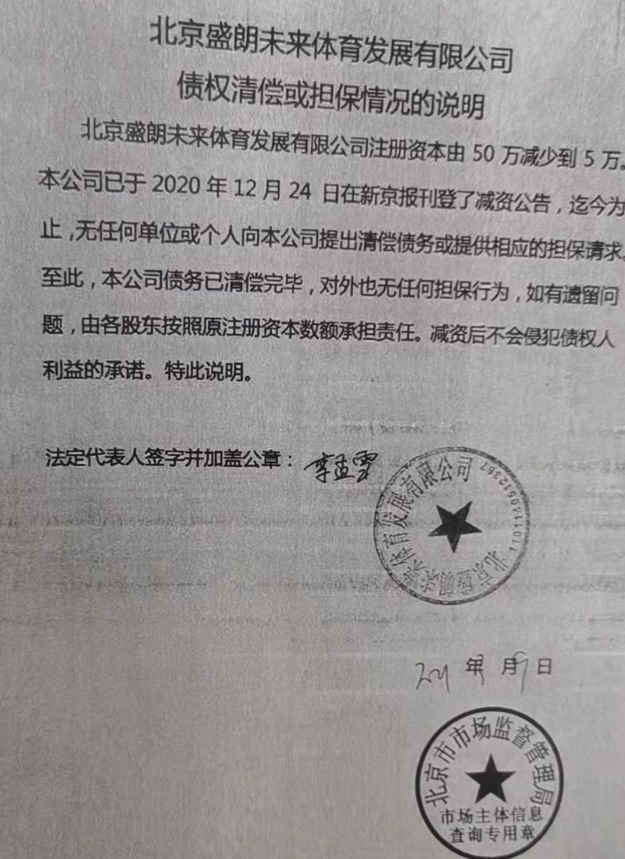 北京盛朗未来体育发展有限公司
债权清偿或担保情况的说明
北京盛朗未来体育发展有限公司注册资本由 50 万减少到 5 万。
本公司已于 2020 年 12 月 24 日在新京报刊登了减资公告，迄今为
止，无任何单位或个人向本公司提出清偿债务或提供相应的担保请求。
至此，本公司债务已清偿完毕，对外也无任何担保行为，如有遗留问
题，由各股东按照原注册资本数额承担责任。减资后不会侵犯债权人
利益的承诺。特此说明。
法定代表人签字并加盖公章：
北京盛朗未来体育发展有限公司
年 月 日
北京市市场监督管理局
市场主体信息
查询专用章